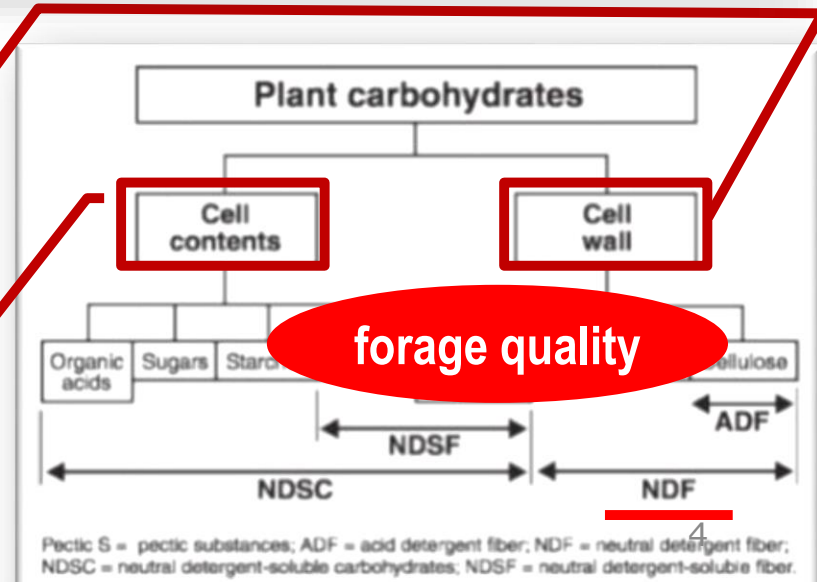 Plant carbohydrates
Cell
contents
Cell
wall
forage quality
Organic
acids
Sugars
ADF
NDSF
NDSC
NDF
4
Pectic S = pectic substances; ADF = acid detergent fiber; NDF = neutral detergent fiber;
NDSC = neutral detergent-soluble carbohydrates; NDSF = neutral detergent-soluble fiber.